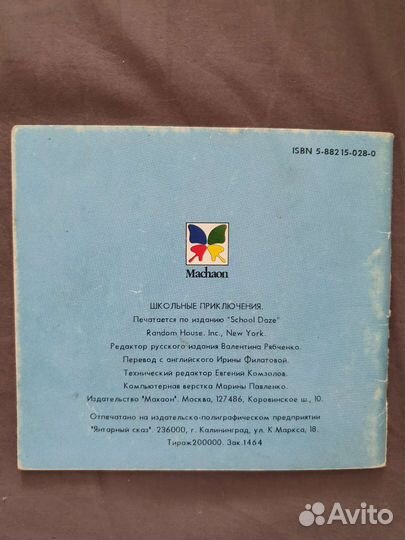 ISBN 5-88215-028-0
Machaon
ШКОЛЬНЫЕ ПРИКЛЮЧЕНИЯ.
Печатается по изданию "School Daze"
Random House. Inc., New York.
Редактор русского издания Валентина Рябченко.
Перевод с английского Ирины Филатовой.
Технический редактор Евгений Комзолов.
Компьютерная верстка Марины Павленко.
Издательство "Махаон". Москва, 127486, Коровинское ш., 10.
Отпечатано на издательско-полиграфическом предприятии
"Янтарный сказ". 236000, г. Калининград, ул. К Маркса, 18.
Тираж 200000. Зак. 1464
Avito